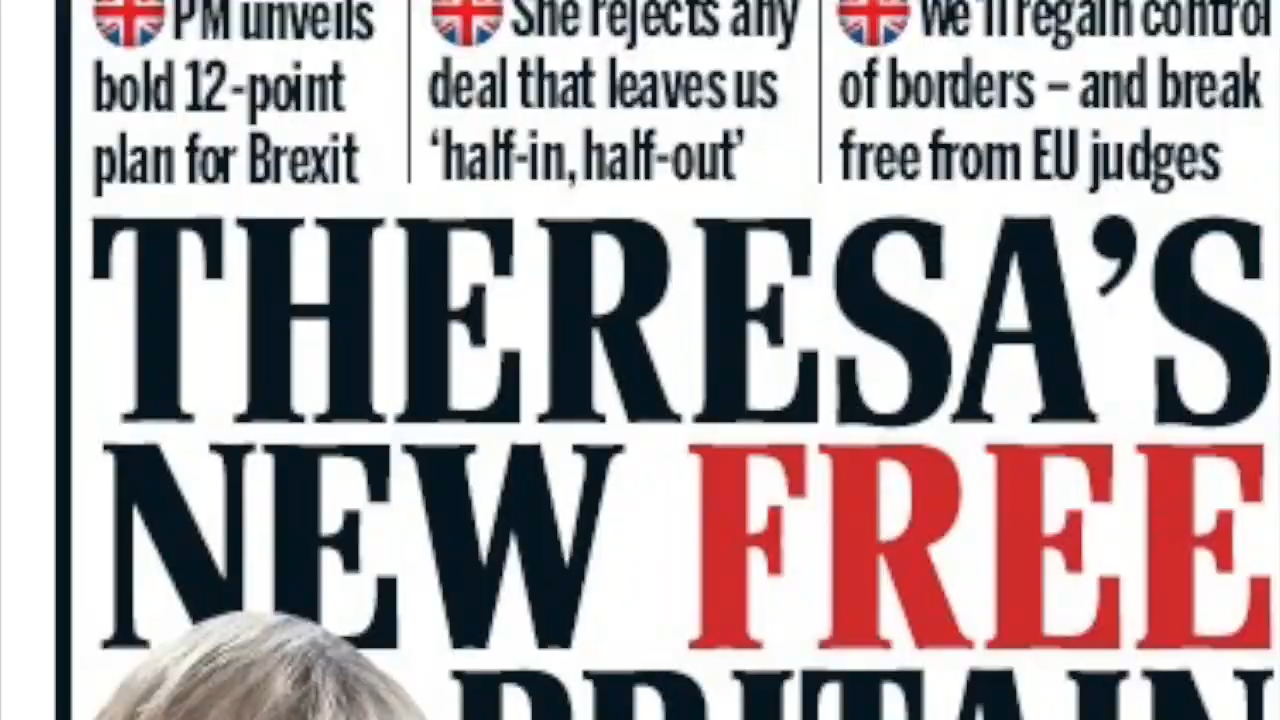 PM unveils
bold 12-point
plan for Brexit
She rejects any
deal that leaves us
‘half-in, half-out’
We'll regain control
of borders – and break
free from EU judges
THERESA’S
NEW FREE
BRITAIN